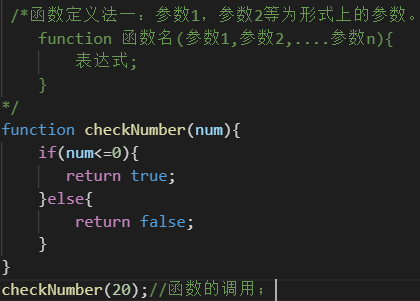 /*函数定义法一：参数1，参数2等为形式上的参数。
function 函数名(参数1,参数2,....参数n){
表达式;
}
*/
function checkNumber(num){
if(num<=0){
return true;
}else{
return false;
}
}
checkNumber(20);//函数的调用；